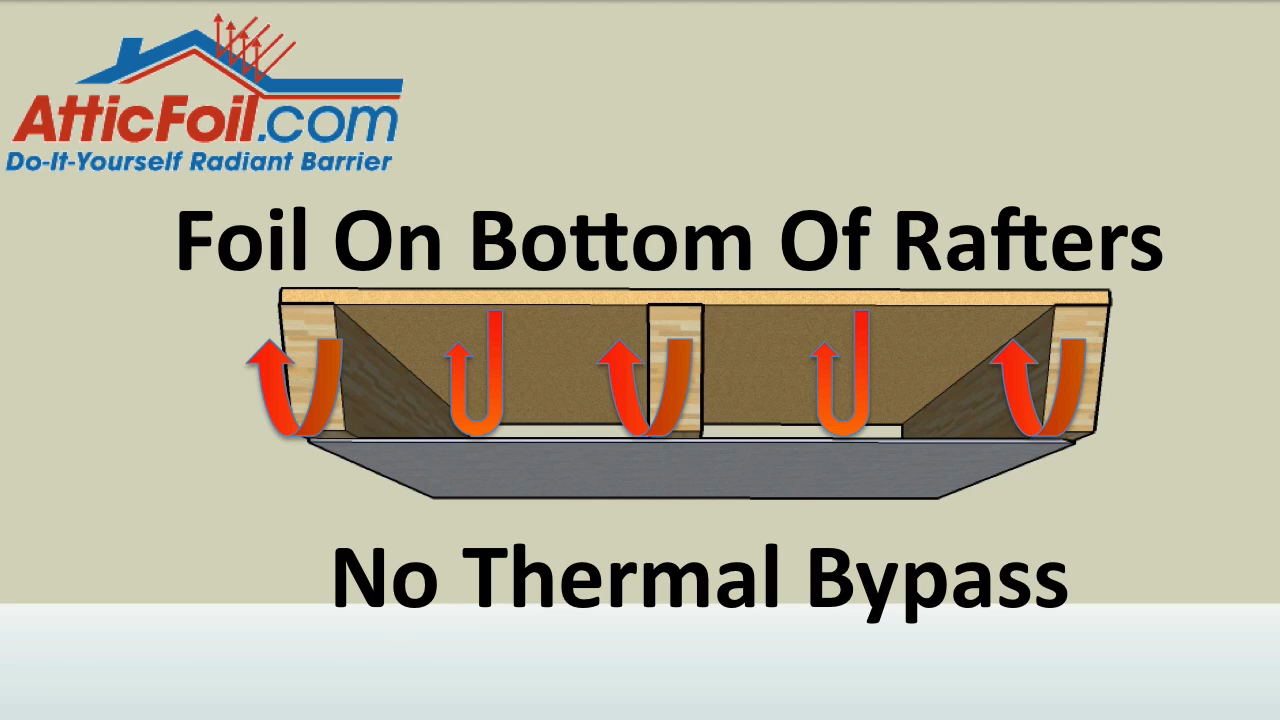 AtticFoil.com
Do-It-Yourself Radiant Barrier
Foil On Bottom Of Rafters
No Thermal Bypass